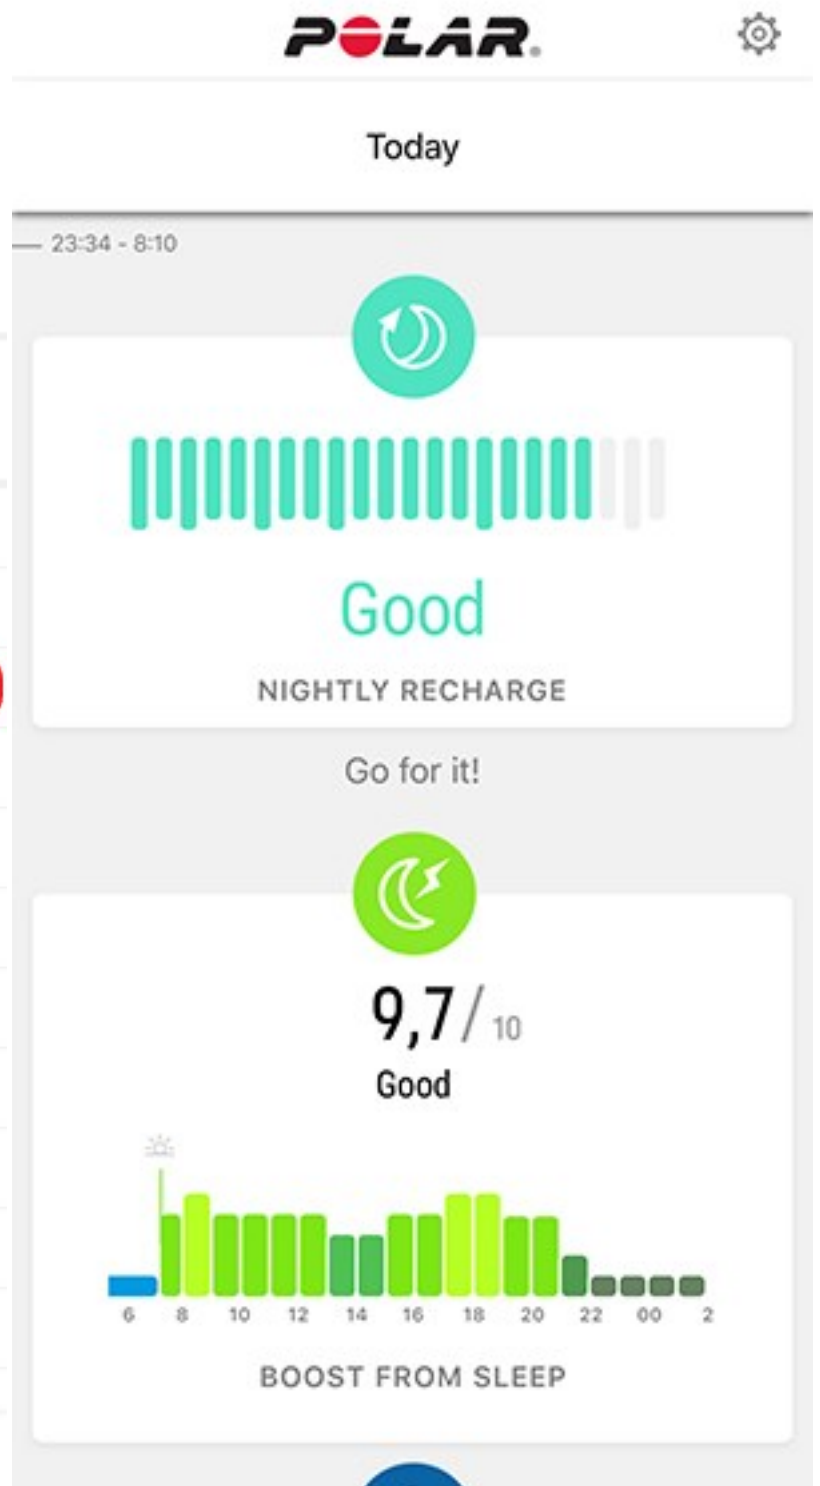 POLAR®
Today
23:34 - 8:10
Good
NIGHTLY RECHARGE
Go for it!
9,7/10
Good
6 8 10 12 14 16 18 20 22 00 2
BOOST FROM SLEEP